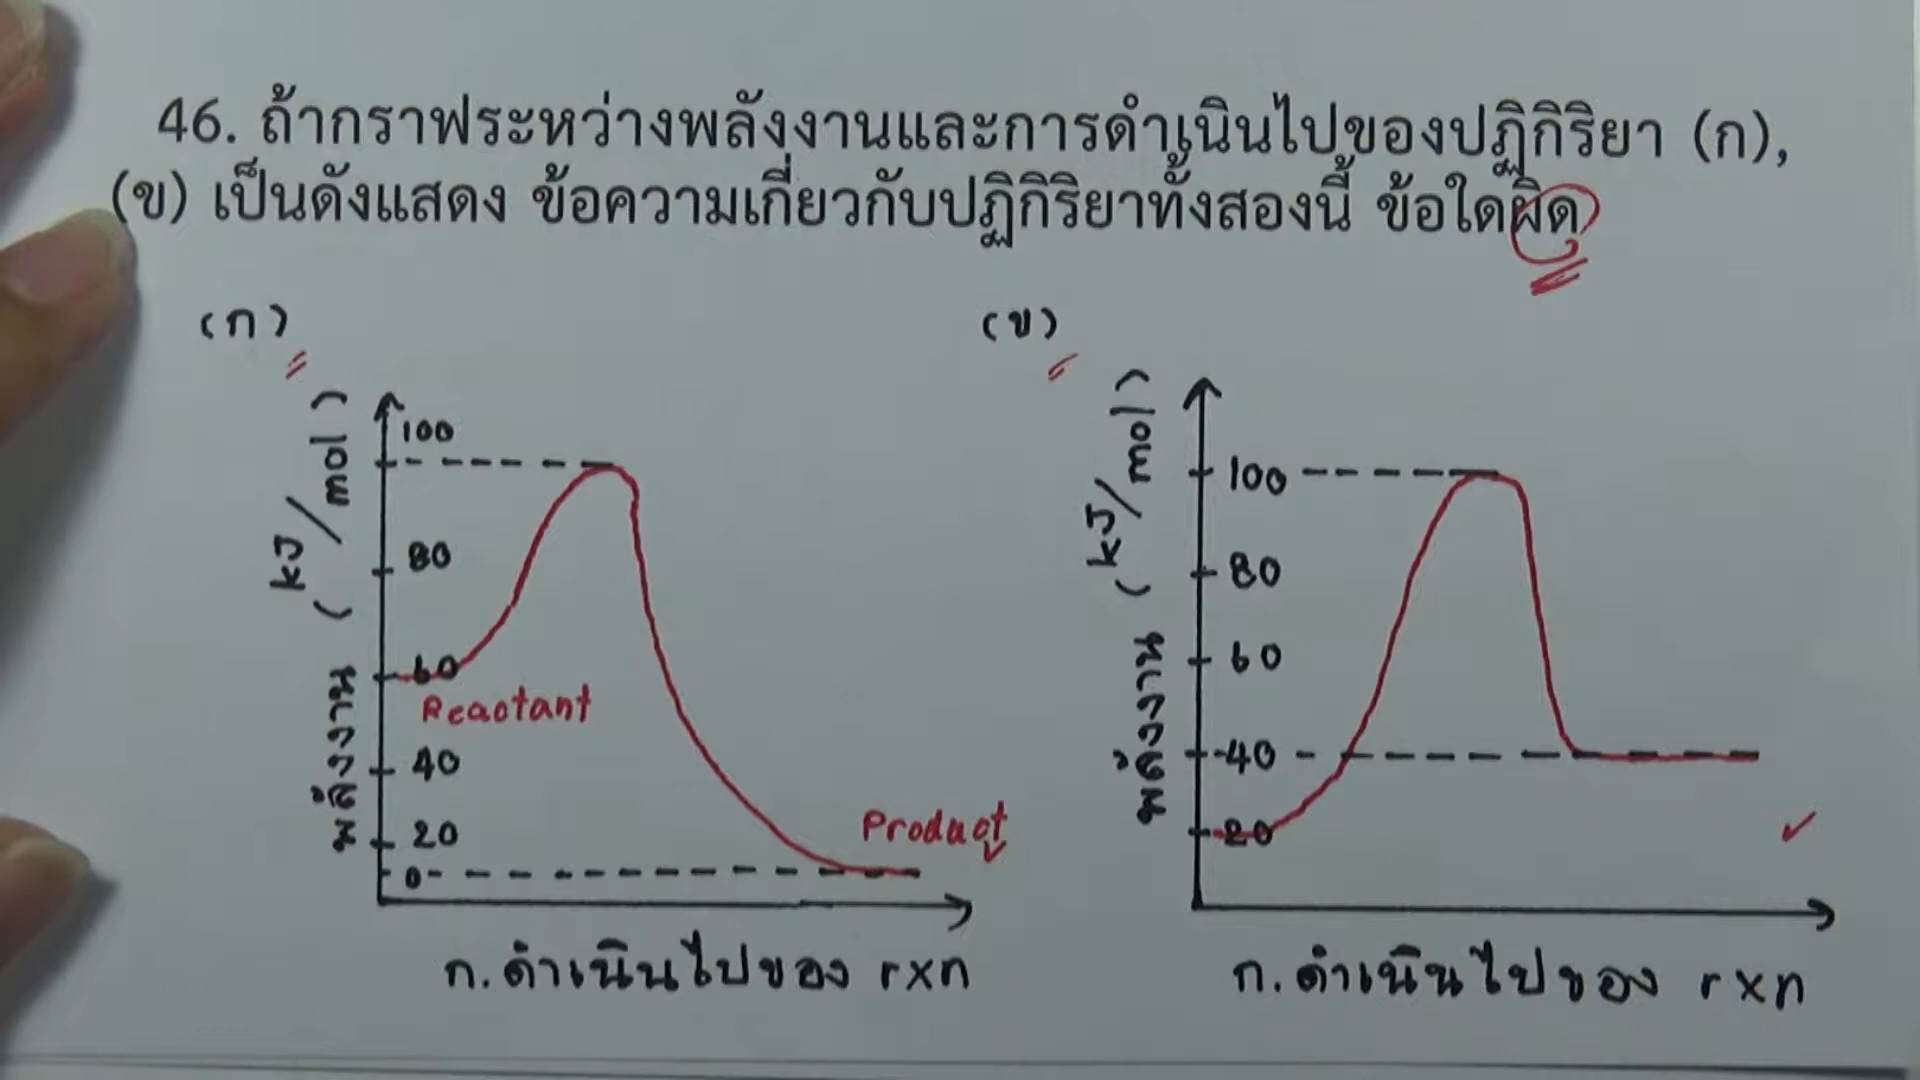 46. ถ้ากราฟระหว่างพลังงานและการดำเนินไปของปฏิกิริยา (ก),
(ข) เป็นดังแสดง ข้อความเกี่ยวกับปฏิกิริยาทั้งสองนี้ ข้อใดผิด
(ก)
พลังงาน (kJ/mol)
100
80
60
Reactant
40
20
0
Product
ก.ดำเนินไปของ rxn
(ข)
พลังงาน (kJ/mol)
100
80
60
40
20
ก.ดำเนินไปของ rxn